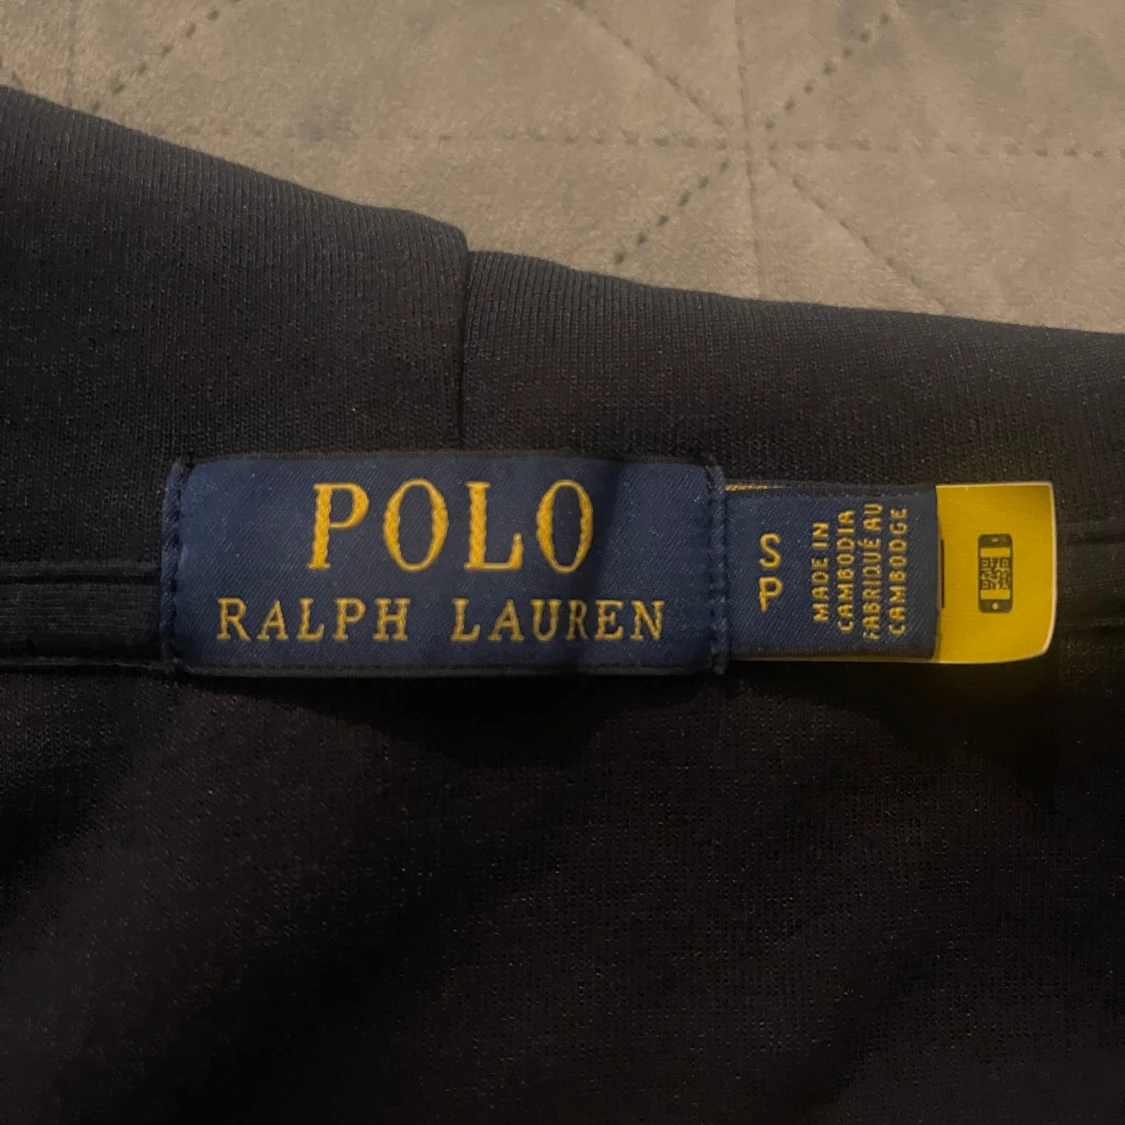 POLO
RALPH LAUREN
S
P
MADE IN
CAMBODIA
FABRIQUÉ AU
CAMBODGE